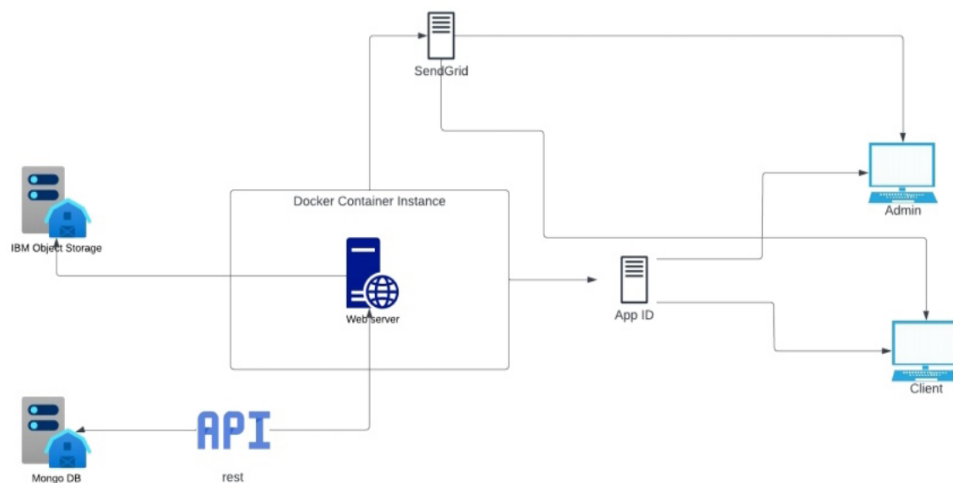 SendGrid
Docker Container Instance
Admin
IBM Object Storage
Web server
App ID
Client
API
rest
Mongo DB